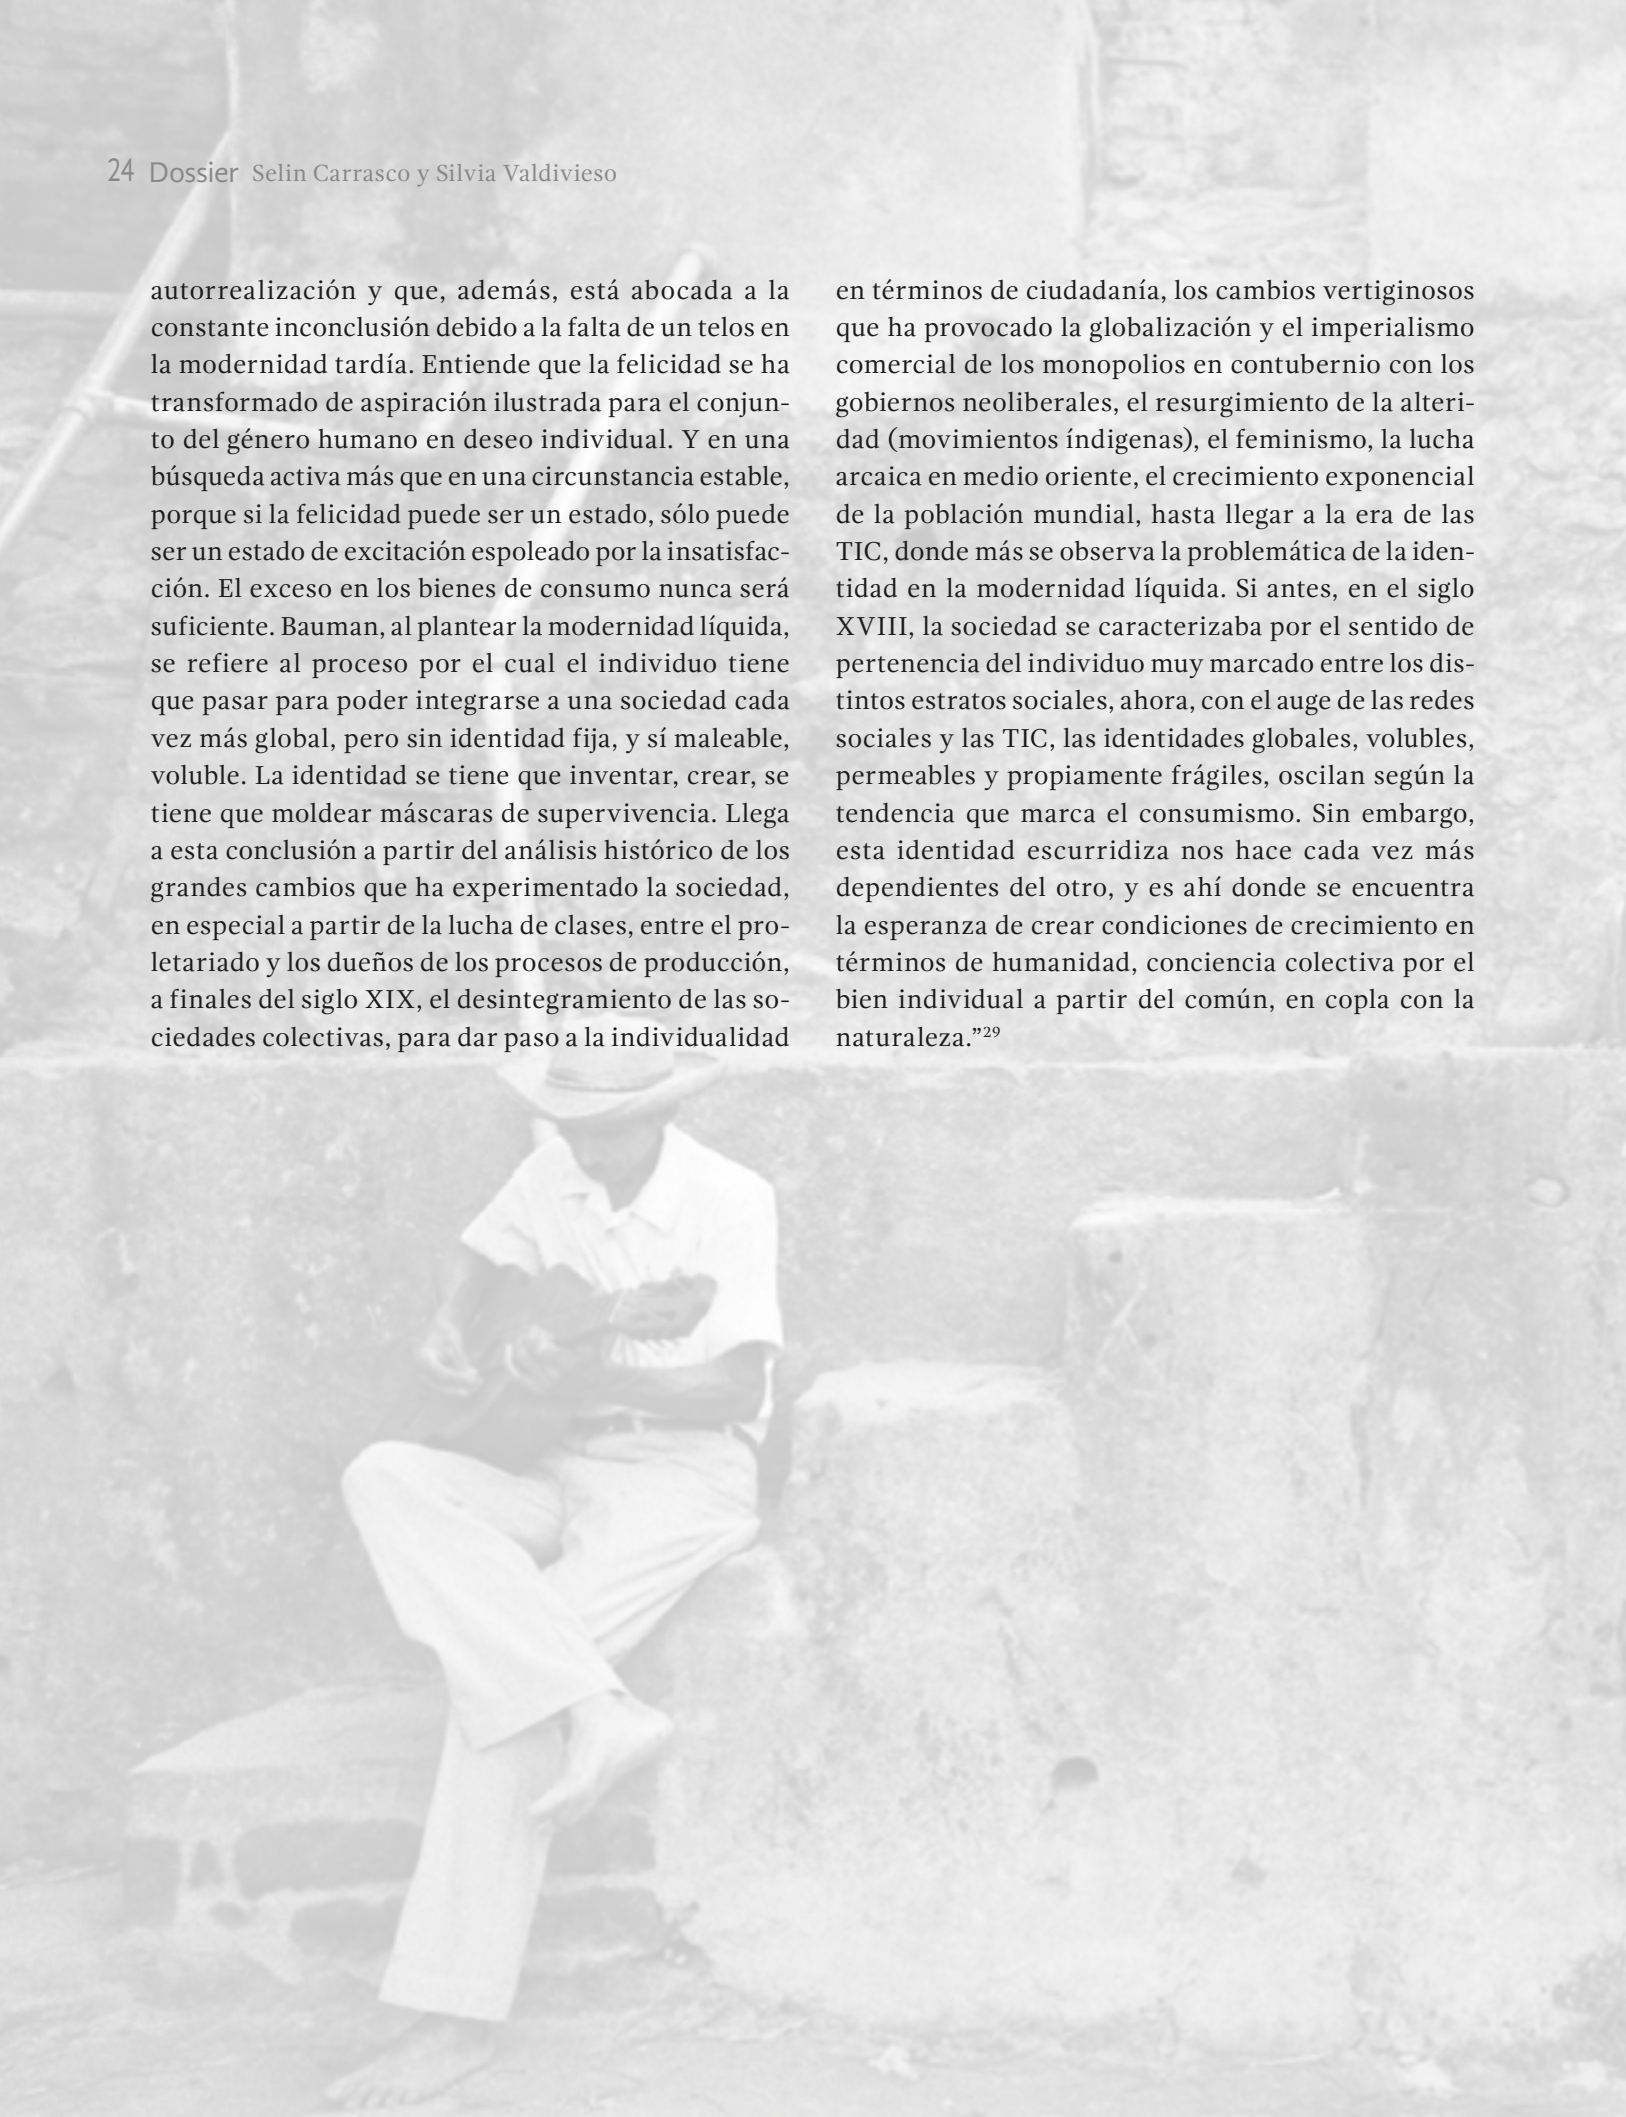 24 Dossier Selin Carrasco y Silvia Valdivieso
autorrealización y que, además, está abocada a la
constante inconclusión debido a la falta de un telos en
la modernidad tardía. Entiende que la felicidad se ha
transformado de aspiración ilustrada para el conjun-
to del género humano en deseo individual. Y en una
búsqueda activa más que en una circunstancia estable,
porque si la felicidad puede ser un estado, sólo puede
ser un estado de excitación espoleado por la insatisfac-
ción. El exceso en los bienes de consumo nunca será
suficiente. Bauman, al plantear la modernidad líquida,
se refiere al proceso por el cual el individuo tiene
que pasar para poder integrarse a una sociedad cada
vez más global, pero sin identidad fija, y sí maleable,
voluble. La identidad se tiene que inventar, crear, se
tiene que moldear máscaras de supervivencia. Llega
a esta conclusión a partir del análisis histórico de los
grandes cambios que ha experimentado la sociedad,
en especial a partir de la lucha de clases, entre el pro-
letariado y los dueños de los procesos de producción,
a finales del siglo XIX, el desintegramiento de las so-
ciedades colectivas, para dar paso a la individualidad
en términos de ciudadanía, los cambios vertiginosos
que ha provocado la globalización y el imperialismo
comercial de los monopolios en contubernio con los
gobiernos neoliberales, el resurgimiento de la alteri-
dad (movimientos índigenas), el feminismo, la lucha
arcaica en medio oriente, el crecimiento exponencial
de la población mundial, hasta llegar a la era de las
TIC, donde más se observa la problemática de la iden-
tidad en la modernidad líquida. Si antes, en el siglo
XVIII, la sociedad se caracterizaba por el sentido de
pertenencia del individuo muy marcado entre los dis-
tintos estratos sociales, ahora, con el auge de las redes
sociales y las TIC, las identidades globales, volubles,
permeables y propiamente frágiles, oscilan según la
tendencia que marca el consumismo. Sin embargo,
esta identidad escurridiza nos hace cada vez más
dependientes del otro, y es ahí donde se encuentra
la esperanza de crear condiciones de crecimiento en
términos de humanidad, conciencia colectiva por el
bien individual a partir del común, en copla con la
naturaleza.”29